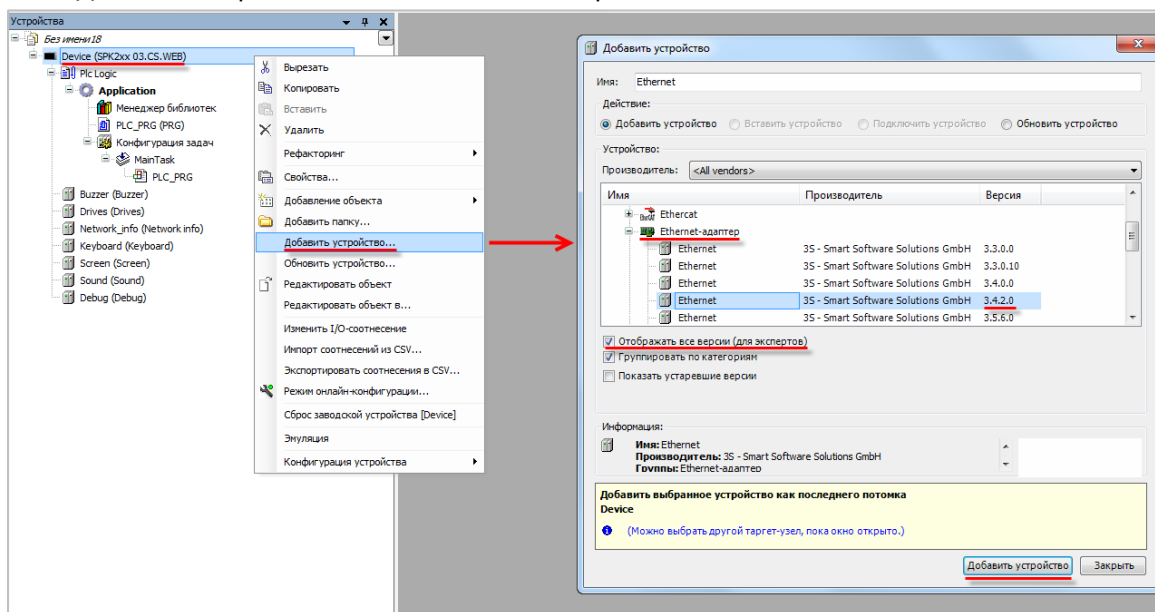 Устройства
Без имени18
Device (SPK2xx 03.CS.WEB)
Plc Logic
Application
Менеджер библиотек
PLC_PRG (PRG)
Конфигурация задач
MainTask
PLC_PRG
Buzzer (Buzzer)
Drives (Drives)
Network_info (Network info)
Keyboard (Keyboard)
Screen (Screen)
Sound (Sound)
Debug (Debug)
Вырезать
Копировать
Вставить
Удалить
Рефакторинг
Свойства...
Добавление объекта
Добавить папку...
Добавить устройство...
Обновить устройство...
Редактировать объект
Редактировать объект в...
Изменить I/O-соотнесение
Импорт соотнесений из CSV...
Экспортировать соотнесения в CSV...
Режим онлайн-конфигурации...
Сброс заводской устройства [Device]
Эмуляция
Конфигурация устройства
Добавить устройство
Имя: Ethernet
Действие:
Добавить устройство Вставить устройство Подключить устройство Обновить устройство
Устройство:
Производитель: <All vendors>
Имя Производитель Версия
Ethercat
Ethernet-адаптер
Ethernet 3S - Smart Software Solutions GmbH 3.3.0.0
Ethernet 3S - Smart Software Solutions GmbH 3.3.0.10
Ethernet 3S - Smart Software Solutions GmbH 3.4.0.0
Ethernet 3S - Smart Software Solutions GmbH 3.4.2.0
Ethernet 3S - Smart Software Solutions GmbH 3.5.6.0
Отображать все версии (для экспертов)
Группировать по категориям
Показать устаревшие версии
Информация:
Имя: Ethernet
Производитель: 3S - Smart Software Solutions GmbH
Группы: Ethernet-адаптер
Добавить выбранное устройство как последнего потомка
Device
(Можно выбрать другой таргет-узел, пока окно открыто.)
Добавить устройство Закрыть